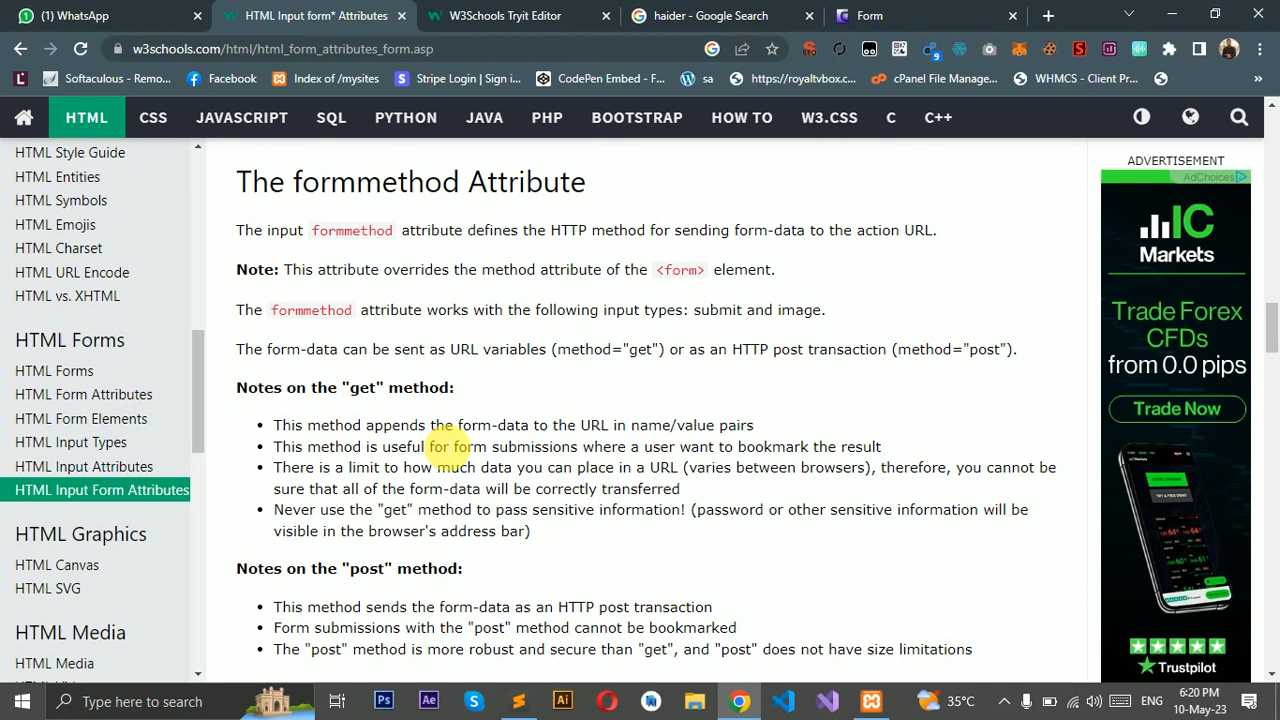 (1) WhatsApp
HTML Input form* Attributes
W3Schools Tryit Editor
haider - Google Search
Form
w3schools.com/html/html_form_attributes_form.asp
Softaculous - Remo...
Facebook
Index of /mysites
Stripe Login | Sign i...
CodePen Embed - F...
sa
https://royaltvbox....
cPanel File Manage...
WHMCS - Client Pr...
»
HTML
CSS
JAVASCRIPT
SQL
PYTHON
JAVA
PHP
BOOTSTRAP
HOW TO
W3.CSS
C
C++
HTML Style Guide
HTML Entities
HTML Symbols
HTML Emojis
HTML Charset
HTML URL Encode
HTML vs. XHTML
HTML Forms
HTML Forms
HTML Form Attributes
HTML Form Elements
HTML Input Types
HTML Input Attributes
HTML Input Form Attributes
HTML Graphics
HTML Canvas
HTML SVG
HTML Media
HTML Media
The formmethod Attribute
The input formmethod attribute defines the HTTP method for sending form-data to the action URL.
Note: This attribute overrides the method attribute of the <form> element.
The formmethod attribute works with the following input types: submit and image.
The form-data can be sent as URL variables (method="get") or as an HTTP post transaction (method="post").
Notes on the "get" method:
• This method appends the form-data to the URL in name/value pairs
• This method is useful for form submissions where a user want to bookmark the result
• There is a limit to how much data you can place in a URL (varies between browsers), therefore, you cannot be
sure that all of the form-data will be correctly transferred
• Never use the "get" method to pass sensitive information! (password or other sensitive information will be
visible in the browser's address bar)
Notes on the "post" method:
• This method sends the form-data as an HTTP post transaction
• Form submissions with the "post" method cannot be bookmarked
• The "post" method is more robust and secure than "get", and "post" does not have size limitations
ADVERTISEMENT
AdChoices
IC
Markets
Trade Forex
CFDs
from 0.0 pips
Trade Now
Trustpilot
Type here to search
35°C
ENG
6:20 PM
10-May-23